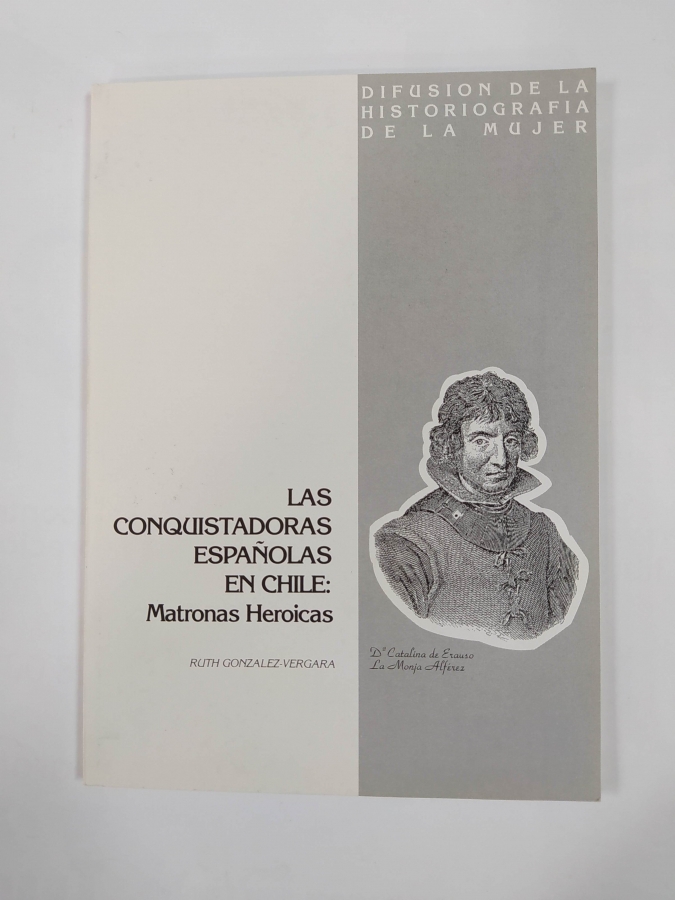 DIFUSION DE LA
HISTORIOGRAFIA
DE LA MUJER
LAS
CONQUISTADORAS
ESPAÑOLAS
EN CHILE:
Matronas Heroicas
RUTH GONZALEZ-VERGARA
Dª Catalina de Erauso
La Monja Alférez